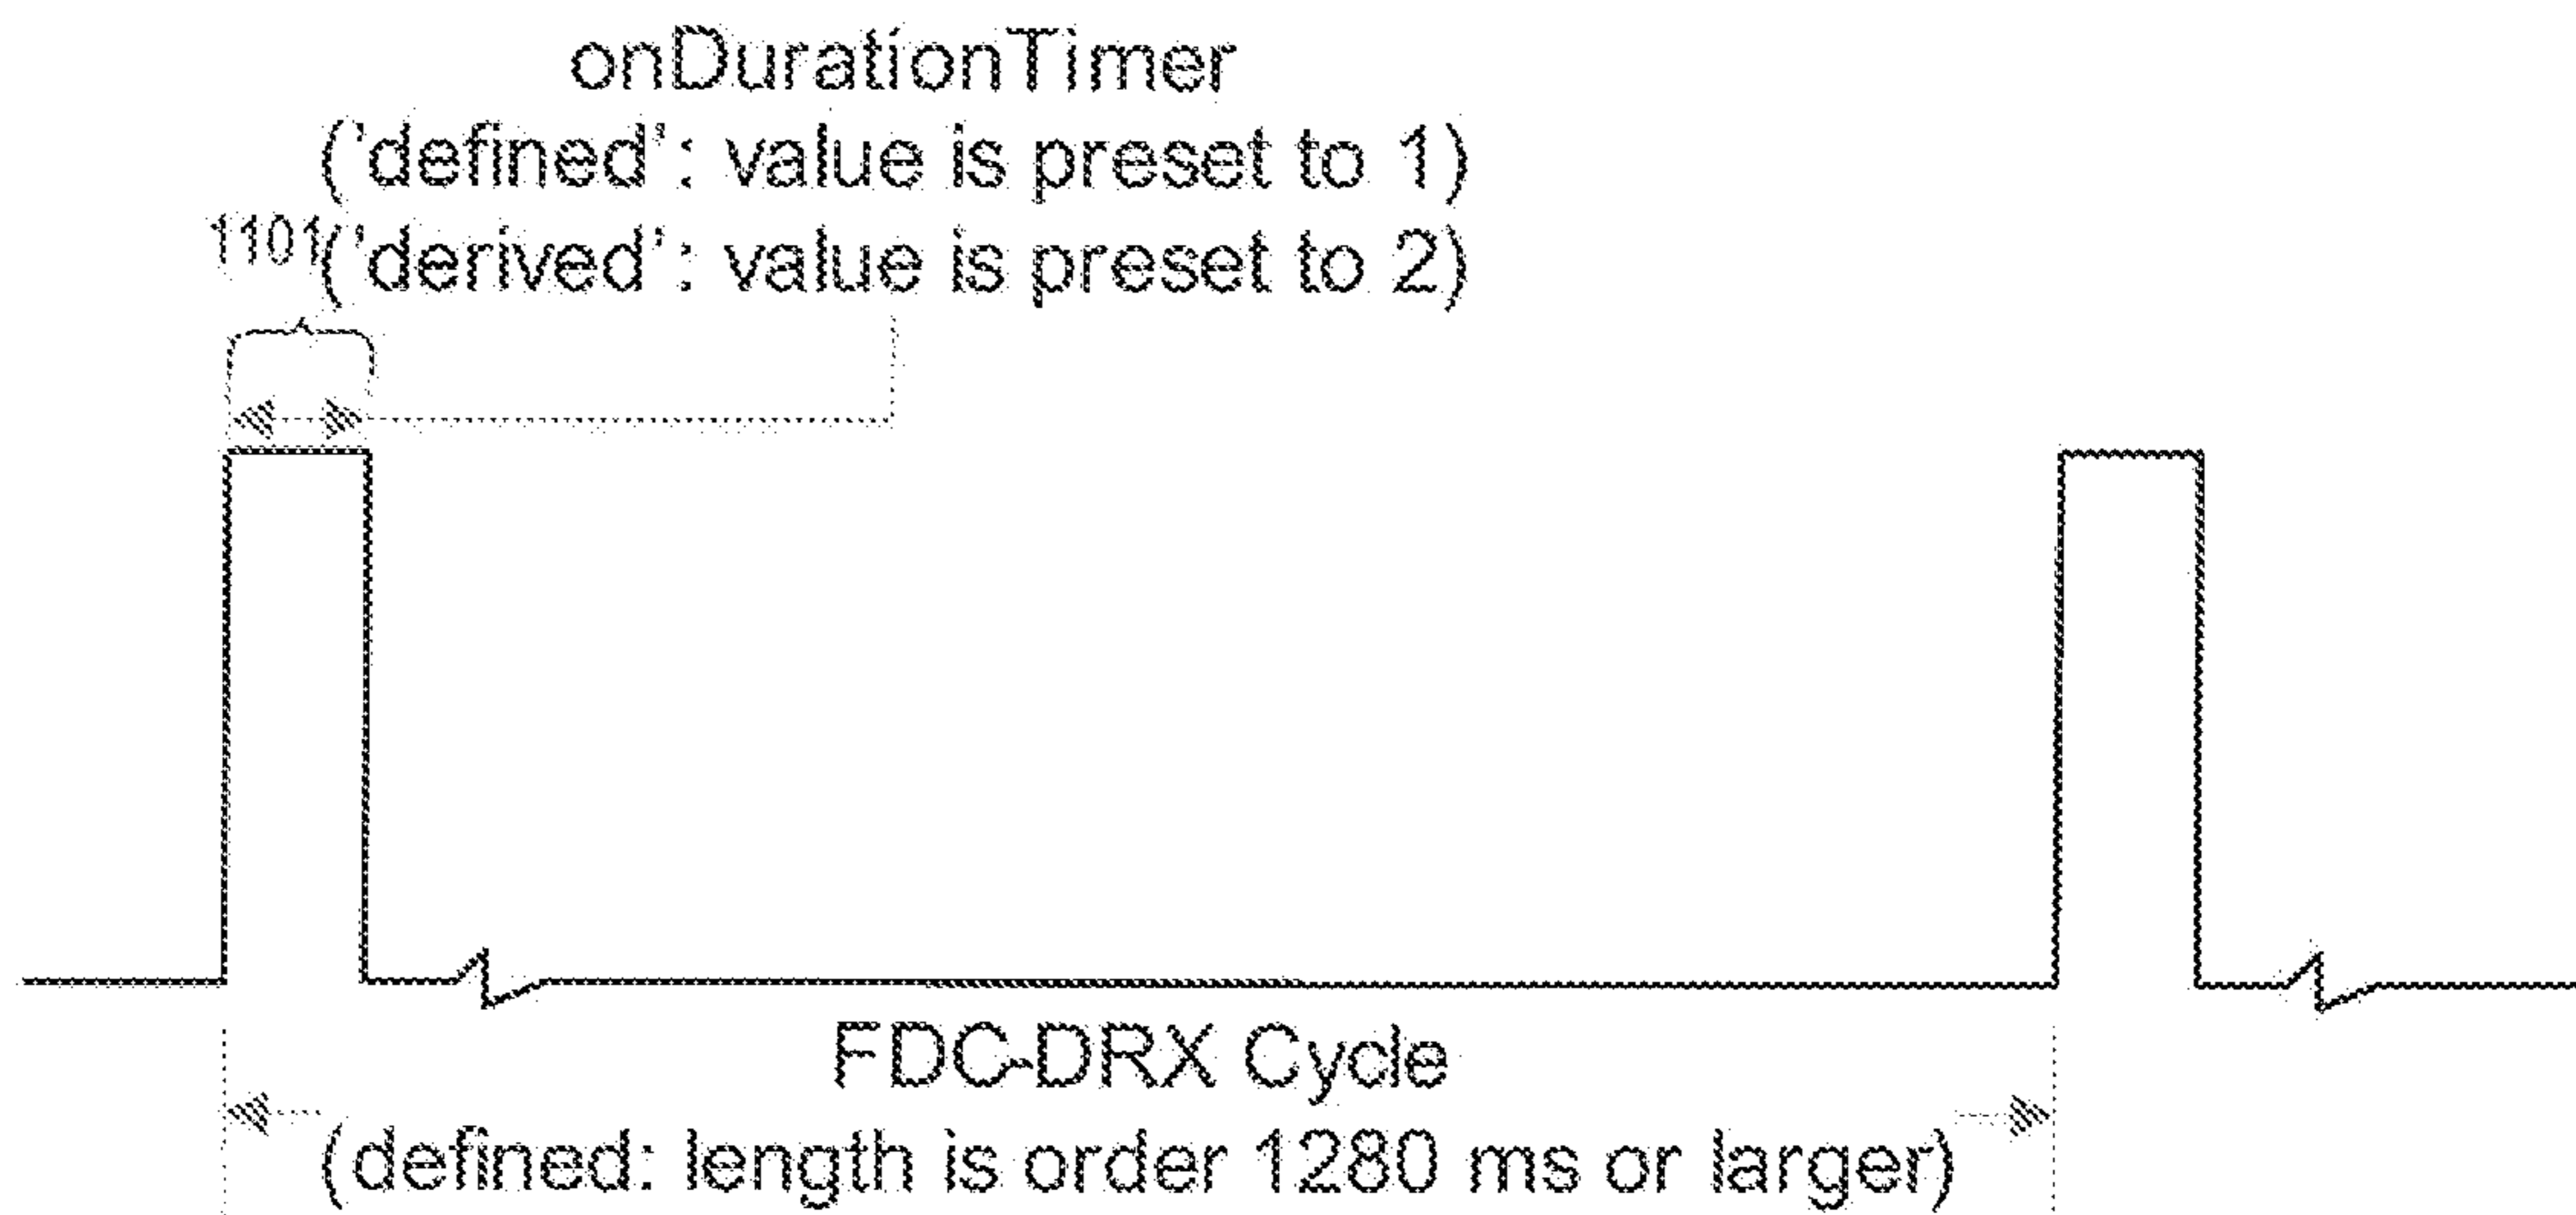 onDurationTimer
('defined': value is preset to 1)
1101
('derived': value is preset to 2)
FDC-DRX Cycle
(defined: length is order 1280 ms or larger)